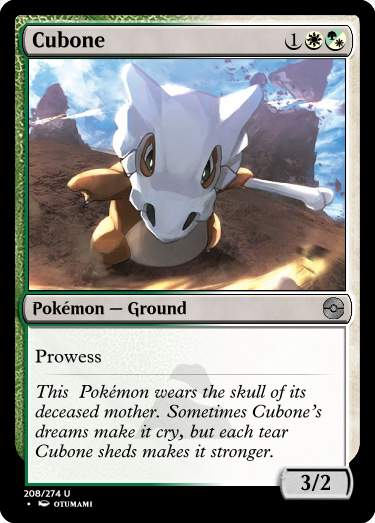 Cubone 1
Pokémon — Ground
Prowess
This  Pokémon wears the skull of its
deceased mother. Sometimes Cubone's
dreams make it cry, but each tear
Cubone sheds makes it stronger.
3/2
208/274 U
• OTUMAMI